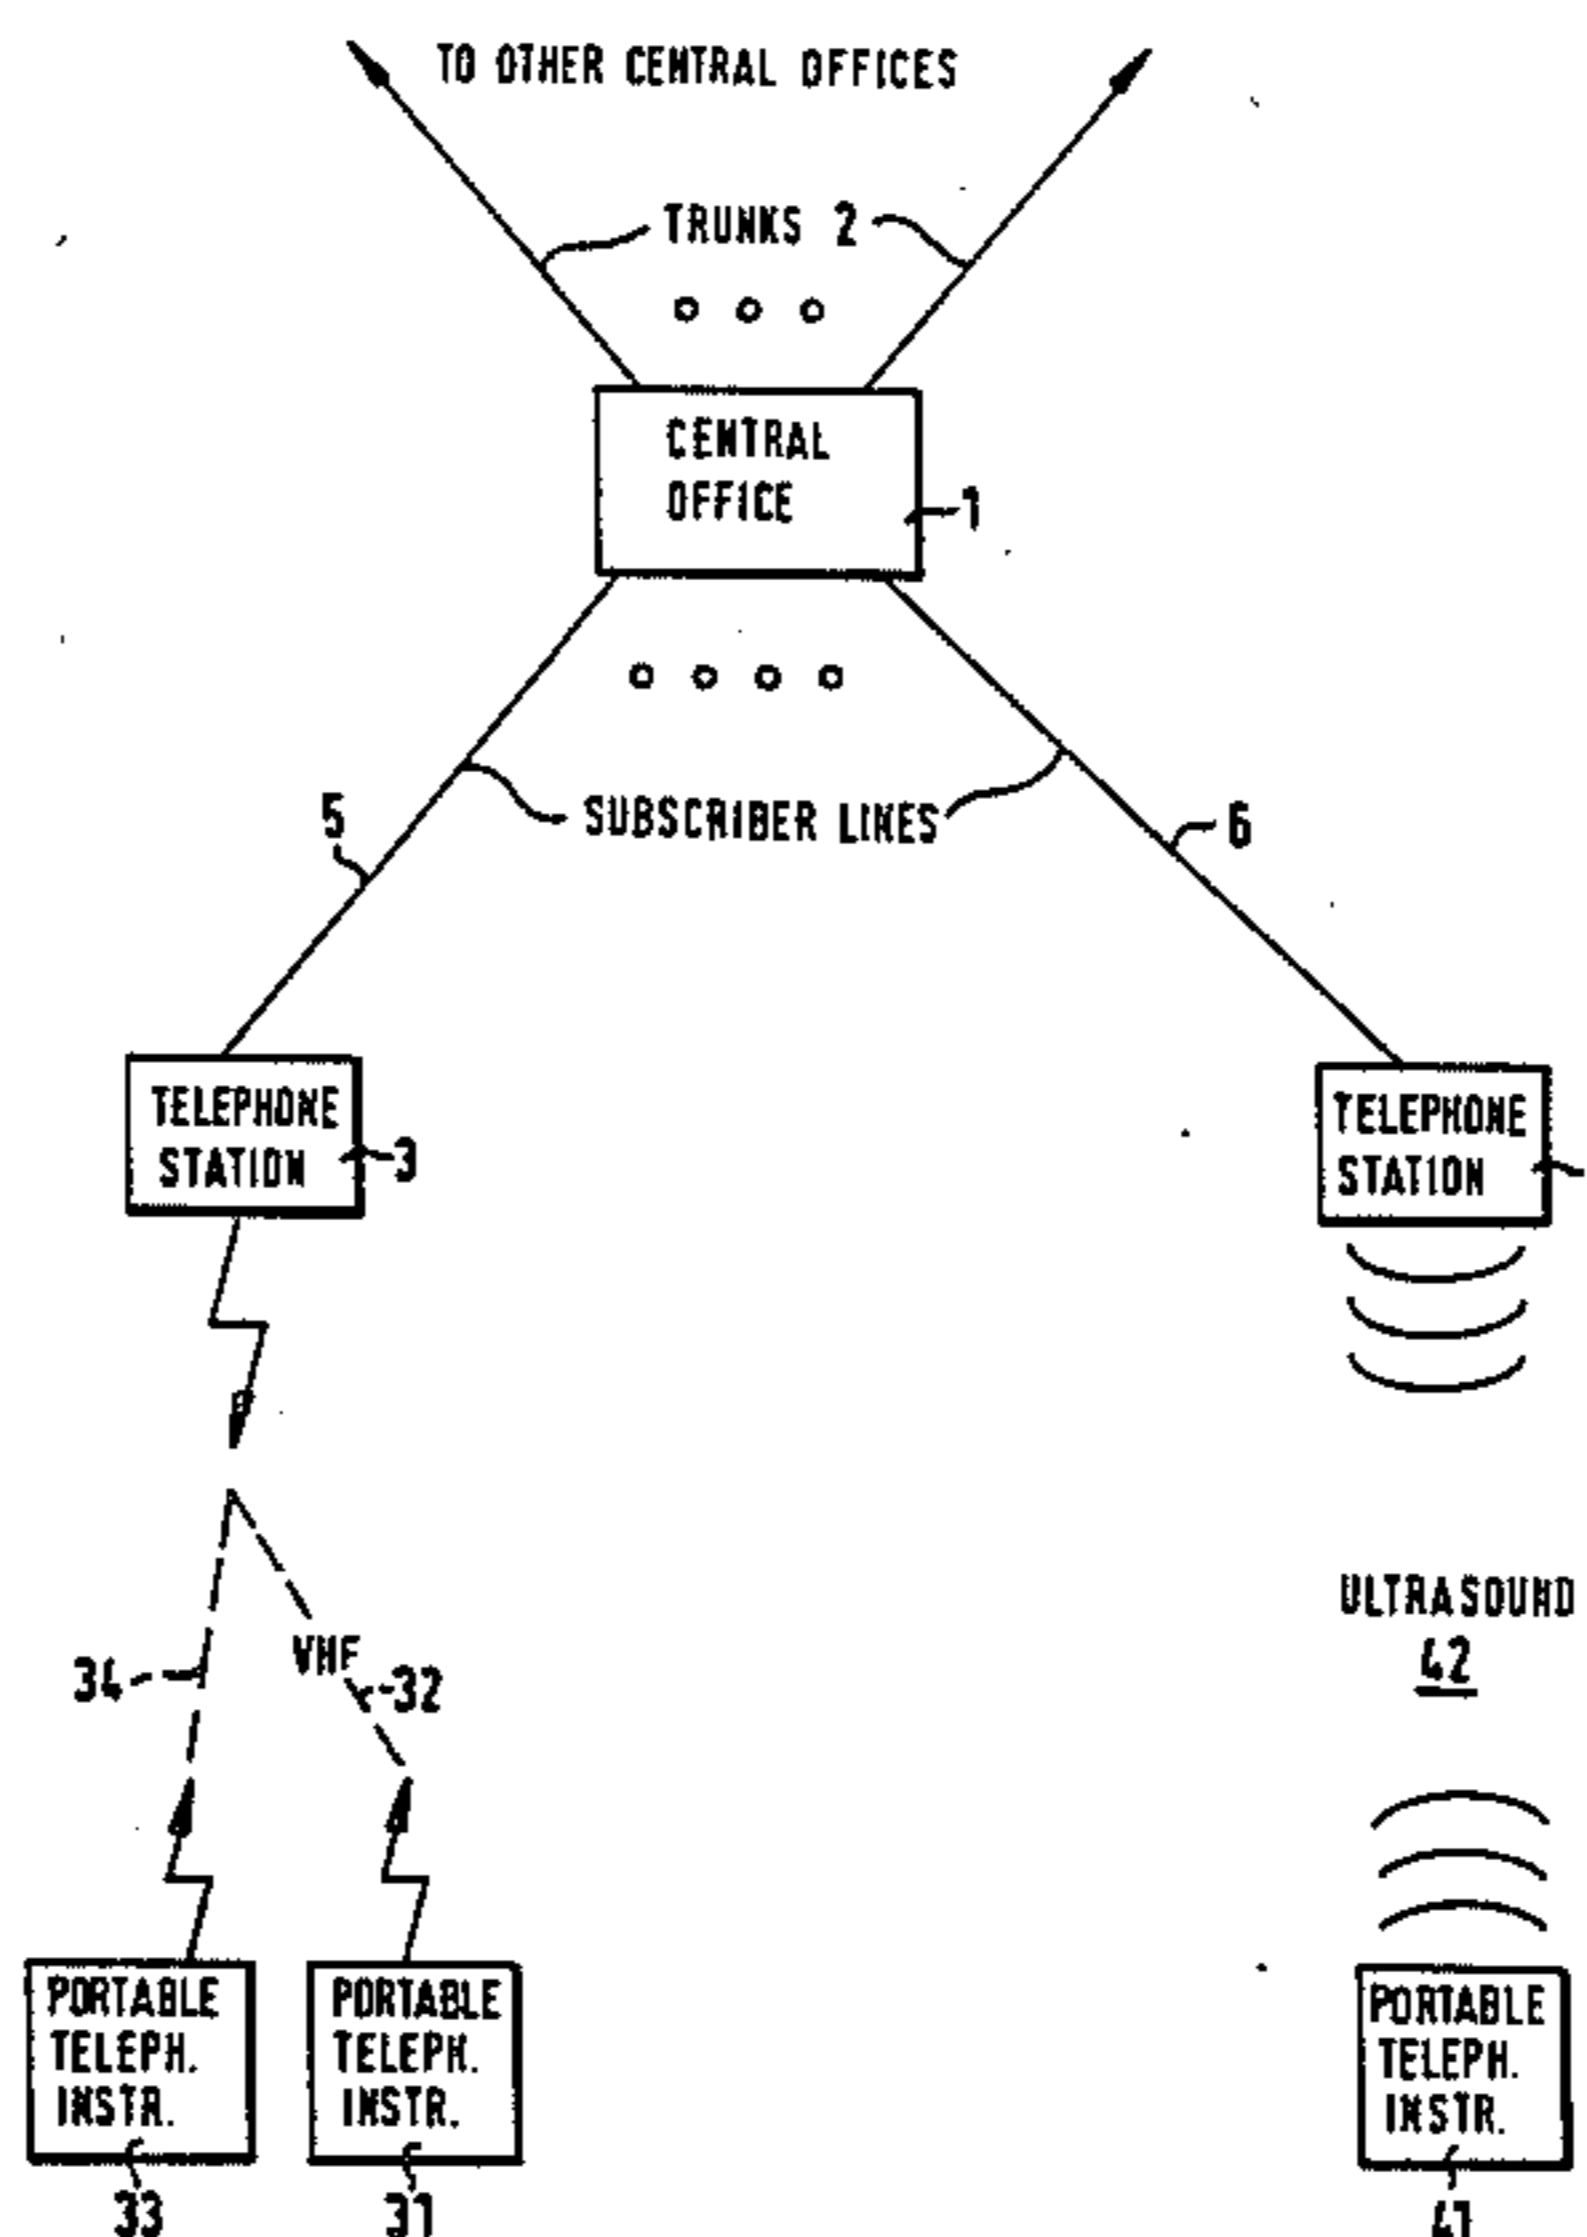 TO OTHER CENTRAL OFFICES
TRUNKS 2
CENTRAL
OFFICE
1
5
SUBSCRIBER LINES
6
TELEPHONE
STATION
3
TELEPHONE
STATION
34
VHF
32
ULTRASOUND
42
PORTABLE
TELEPH.
INSTR.
33
PORTABLE
TELEPH.
INSTR.
31
PORTABLE
TELEPH.
INSTR.
41